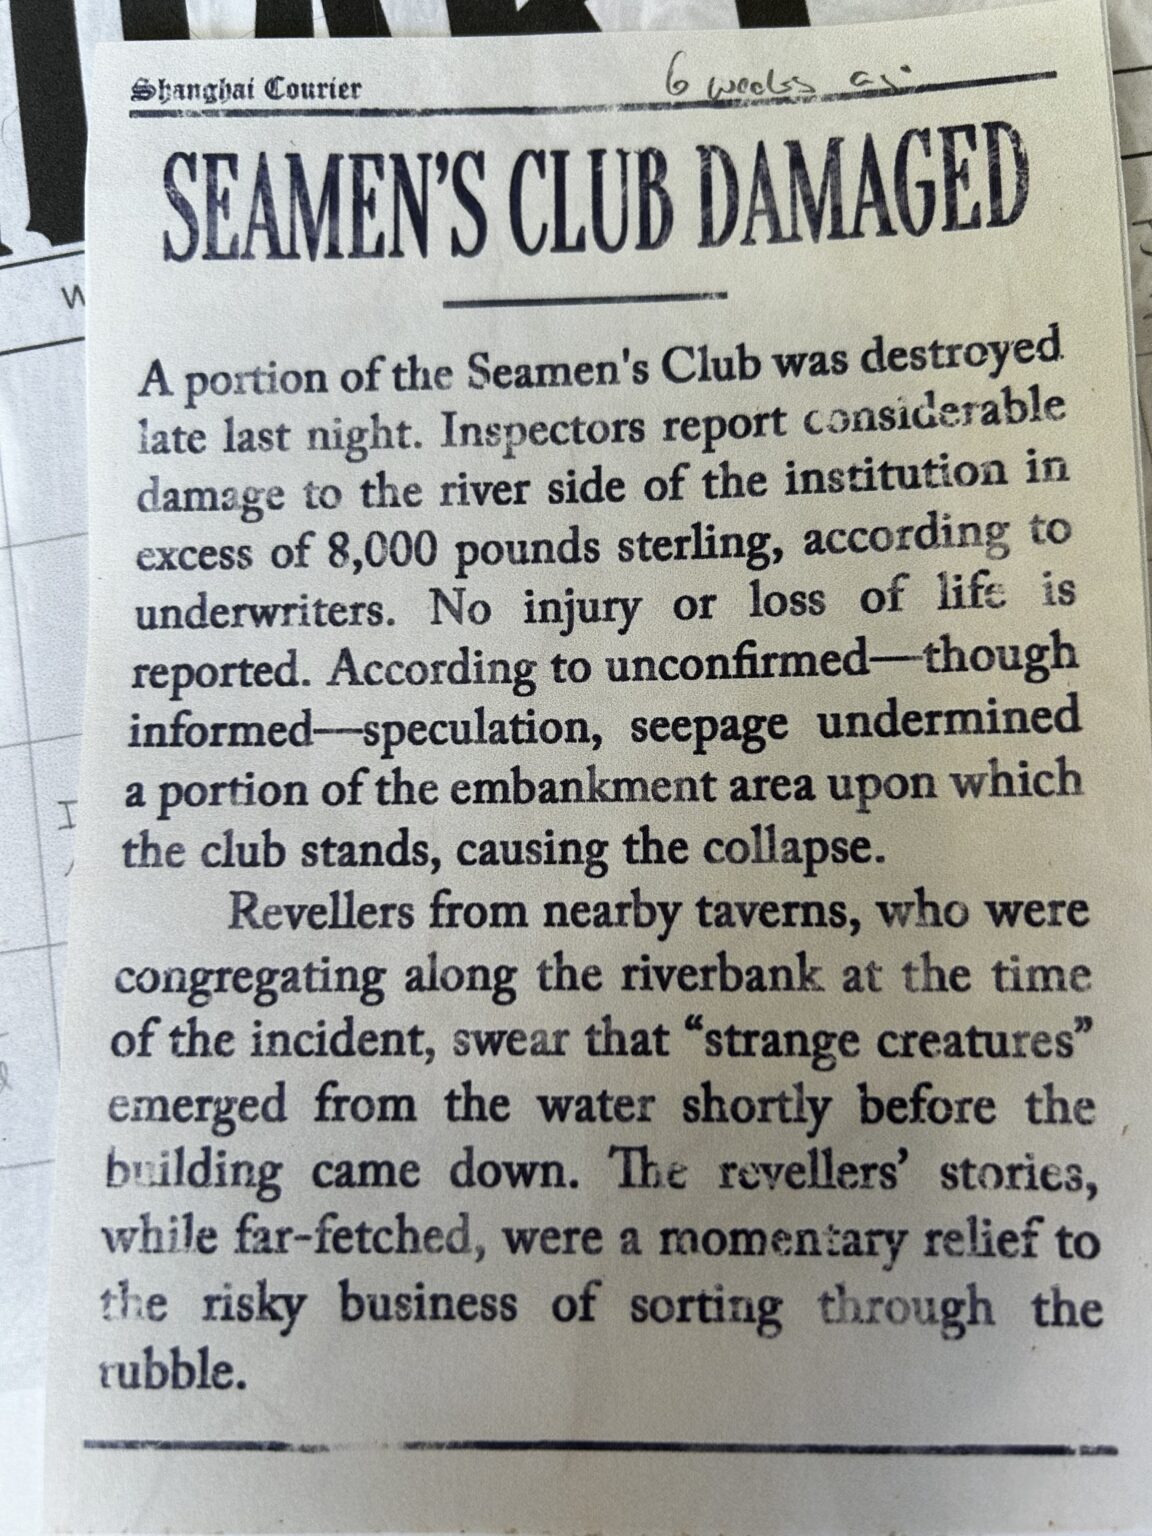 Shanghai Courier
6 weeks
SEAMEN'S CLUB DAMAGED
A portion of the Seamen's Club was destroyed
late last night. Inspectors report considerable
damage to the river side of the institution in
excess of 8,000 pounds sterling, according to
underwriters. No injury or loss of life is
reported. According to unconfirmed—though
informed—speculation, seepage undermined
a portion of the embankment area upon which
the club stands, causing the collapse.
Revellers from nearby taverns, who were
congregating along the riverbank at the time
of the incident, swear that “strange creatures”
emerged from the water shortly before the
building came down. The revellers’ stories,
while far-fetched, were a momentary relief to
the risky business of sorting through the
rubble.